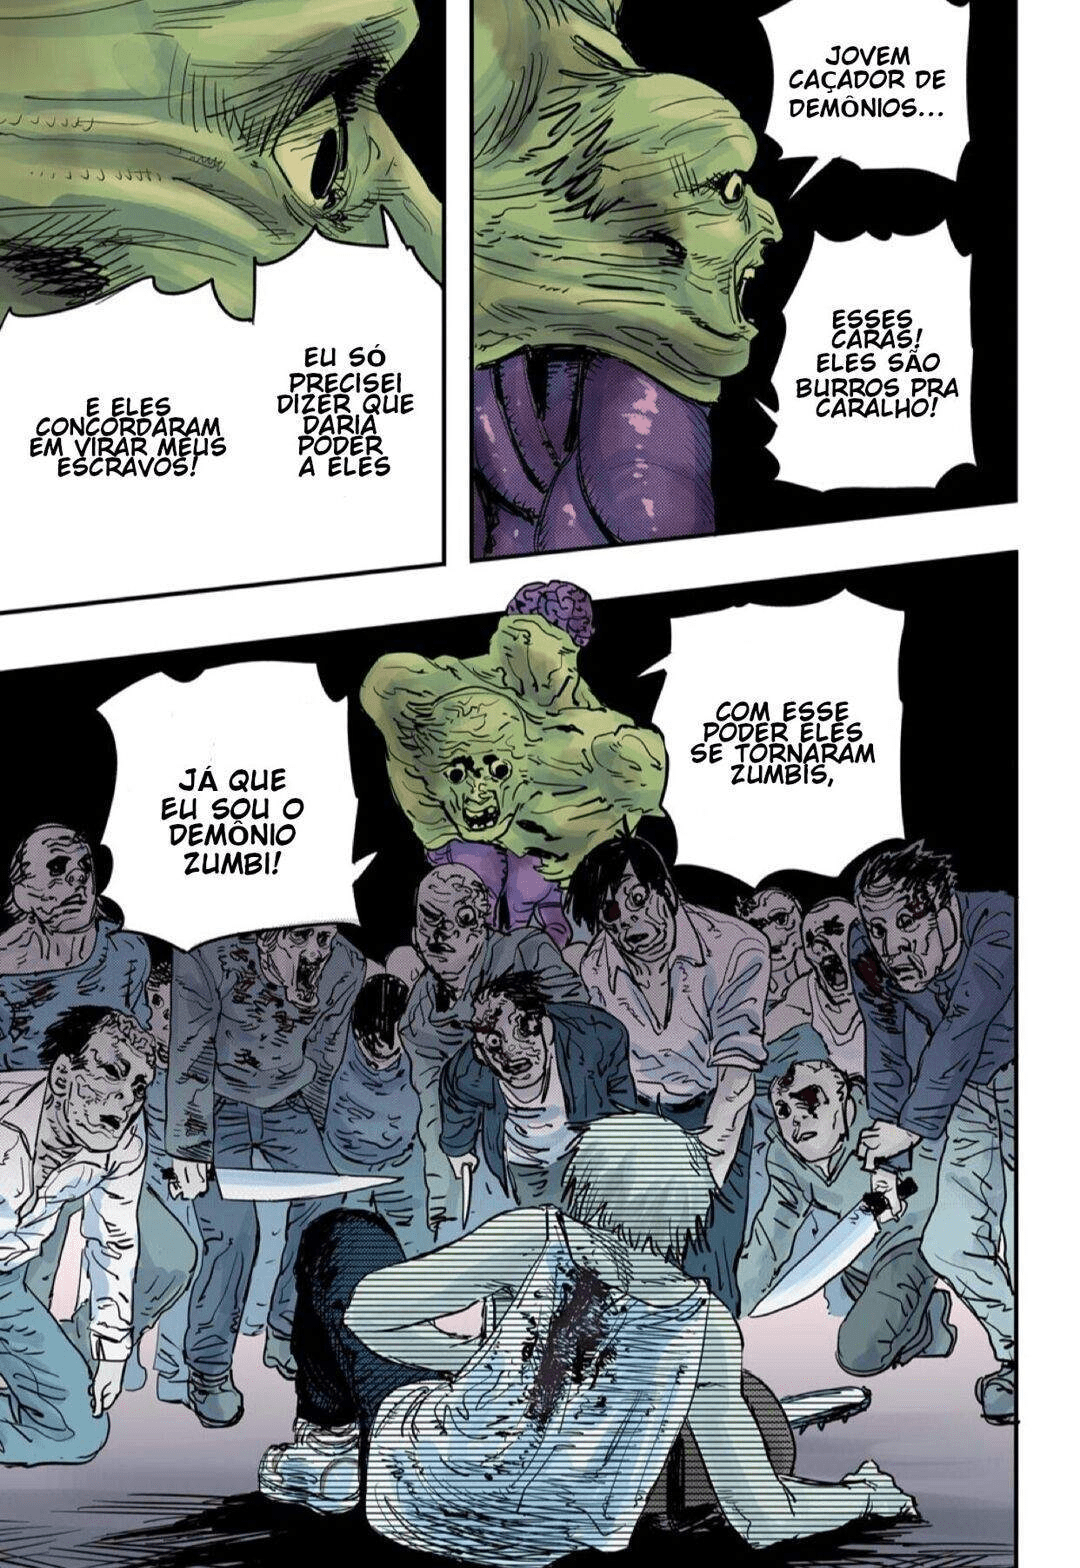 JOVEM
CAÇADOR DE
DEMÔNIOS...
ESSES
CARAS!
ELES SÃO
BURROS PRA
CARALHO!
EU SÓ
PRECISEI
DIZER QUE
DARIA
PODER
A ELES
E ELES
CONCORDARAM
EM VIRAR MEUS
ESCRAVOS!
COM ESSE
PODER ELES
SE TORNARAM
ZUMBIS,
JÁ QUE
EU SOU O
DEMÔNIO
ZUMBI!